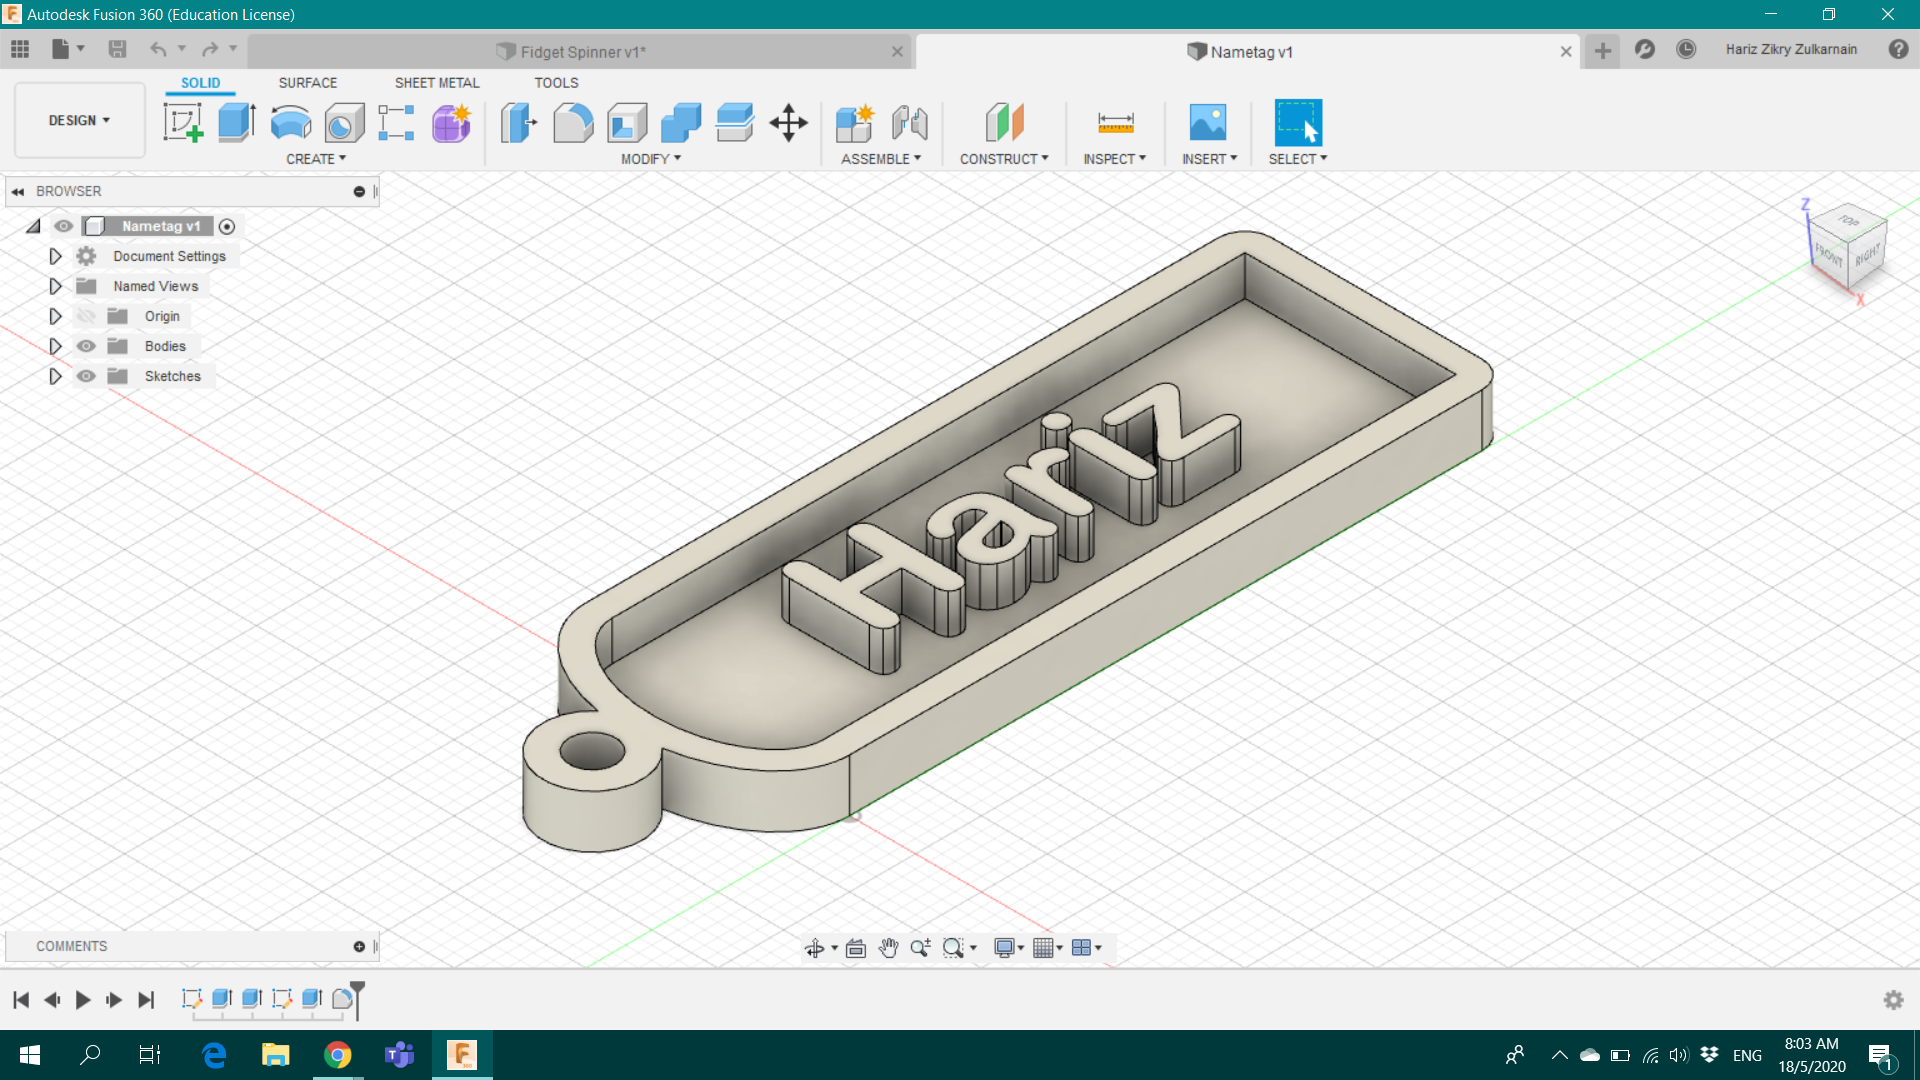 Autodesk Fusion 360 (Education License)
Fidget Spinner v1*
Nametag v1
Hariz Zikry Zulkarnain
SOLID SURFACE SHEET METAL TOOLS
DESIGN
CREATE MODIFY ASSEMBLE CONSTRUCT INSPECT INSERT SELECT
BROWSER
Nametag v1
Document Settings
Named Views
Origin
Bodies
Sketches
Z
TOP
FRONT
RIGHT
X
Hariz
COMMENTS
ENG
8:03 AM
18/5/2020
1